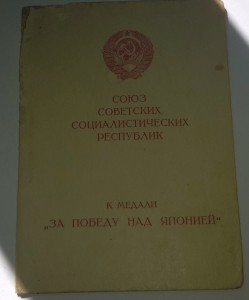 СОЮЗ
СОВЕТСКИХ
СОЦИАЛИСТИЧЕСКИХ
РЕСПУБЛИК
К МЕДАЛИ
„ЗА ПОБЕДУ НАД ЯПОНИЕЙ“